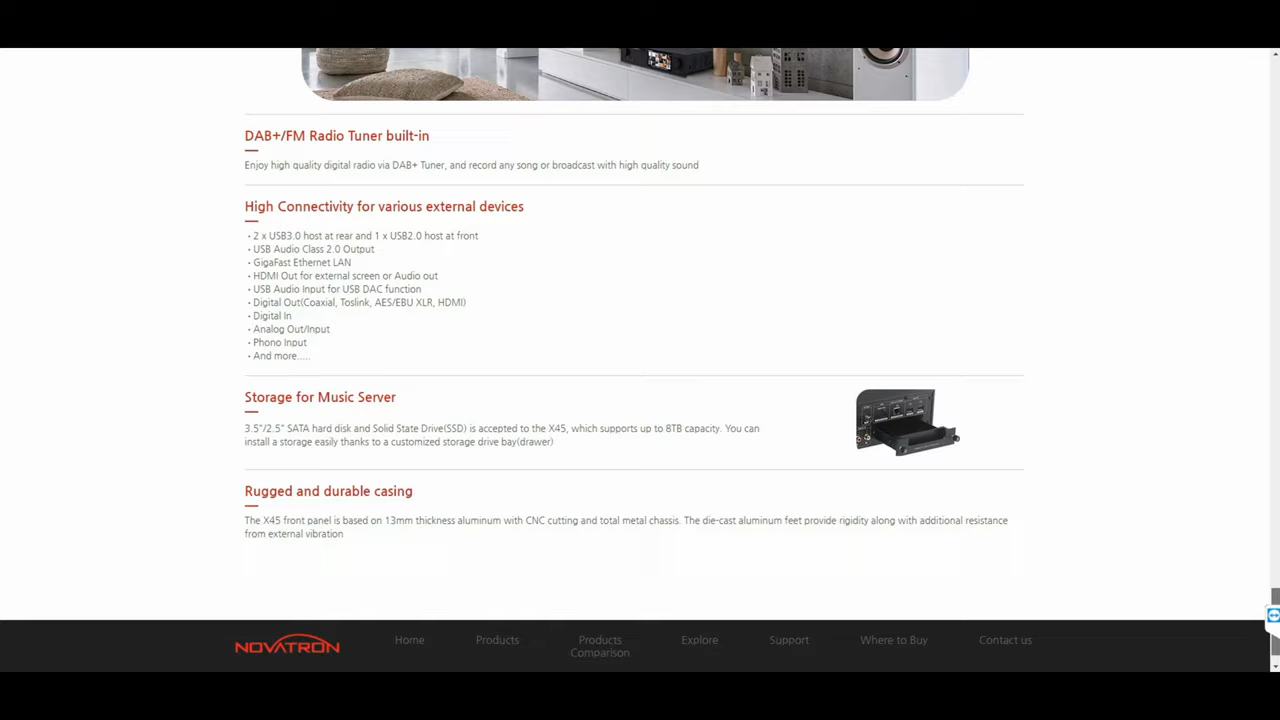 DAB+/FM Radio Tuner built-in
Enjoy high quality digital radio via DAB+ Tuner, and record any song or broadcast with high quality sound
High Connectivity for various external devices
· 2 x USB3.0 host at rear and 1 x USB2.0 host at front
· USB Audio Class 2.0 Output
· GigaFast Ethernet LAN
· HDMI Out for external screen or Audio out
· USB Audio Input for USB DAC function
· Digital Out(Coaxial, Toslink, AES/EBU XLR, HDMI)
· Digital In
· Analog Out/Input
· Phono Input
· And more.....
Storage for Music Server
3.5"/2.5" SATA hard disk and Solid State Drive(SSD) is accepted to the X45, which supports up to 8TB capacity. You can
install a storage easily thanks to a customized storage drive bay(drawer)
Rugged and durable casing
The X45 front panel is based on 13mm thickness aluminum with CNC cutting and total metal chassis. The die-cast aluminum feet provide rigidity along with additional resistance
from external vibration
NOVATRON
Home
Products
Products
Comparison
Explore
Support
Where to Buy
Contact us